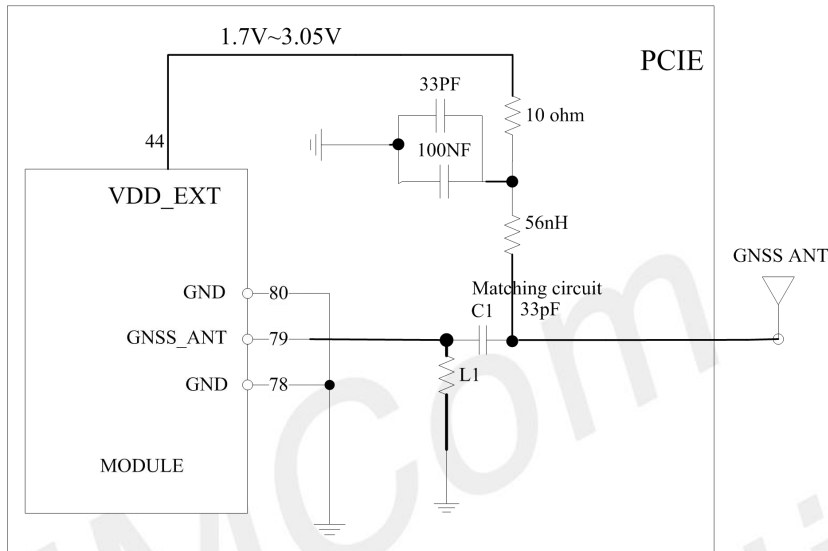 1.7V~3.05V
PCIE
33PF
10 ohm
100NF
44
VDD_EXT
56nH
GNSS ANT
GND 80
Matching circuit
33pF
C1
GNSS_ANT 79
L1
GND 78
MODULE